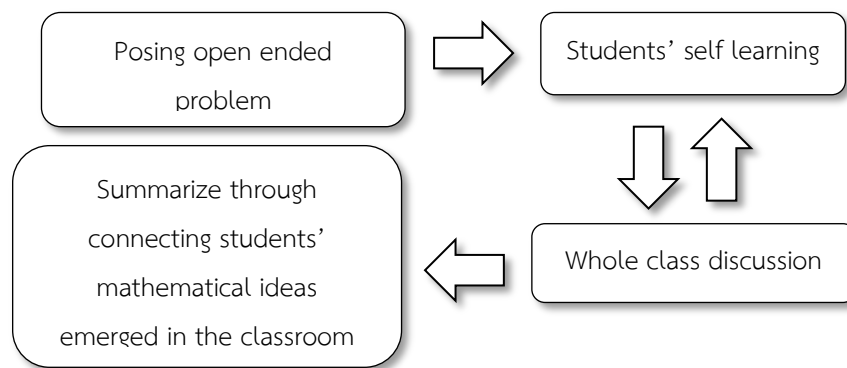 Posing open ended
problem
Students’ self learning
Whole class discussion
Summarize through
connecting students’
mathematical ideas
emerged in the classroom